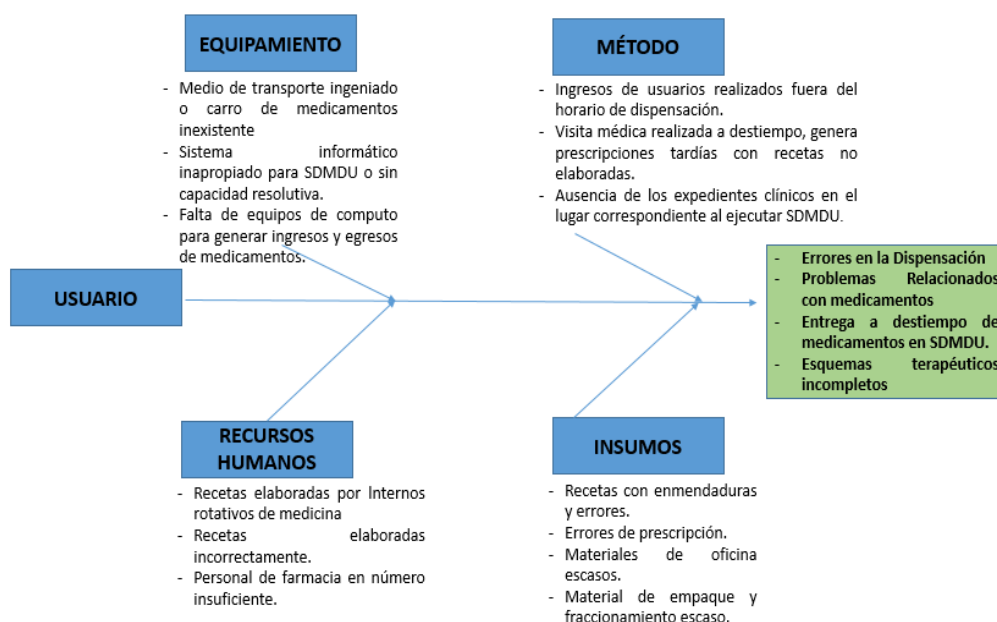 EQUIPAMIENTO
- Medio de transporte ingeniado
o carro de medicamentos
inexistente
- Sistema informático
inapropiado para SDMDU o sin
capacidad resolutiva.
- Falta de equipos de computo
para generar ingresos y egresos
de medicamentos.
MÉTODO
- Ingresos de usuarios realizados fuera del
horario de dispensación.
- Visita médica realizada a destiempo, genera
prescripciones tardías con recetas no
elaboradas.
- Ausencia de los expedientes clínicos en el
lugar correspondiente al ejecutar SDMDU.
USUARIO
- Errores en la Dispensación
- Problemas Relacionados
con medicamentos
- Entrega a destiempo de
medicamentos en SDMDU.
- Esquemas terapéuticos
incompletos
RECURSOS
HUMANOS
- Recetas elaboradas por Internos
rotativos de medicina
- Recetas elaboradas
incorrectamente.
- Personal de farmacia en número
insuficiente.
INSUMOS
- Recetas con enmendaduras
y errores.
- Errores de prescripción.
- Materiales de oficina
escasos.
- Material de empaque y
fraccionamiento escaso.